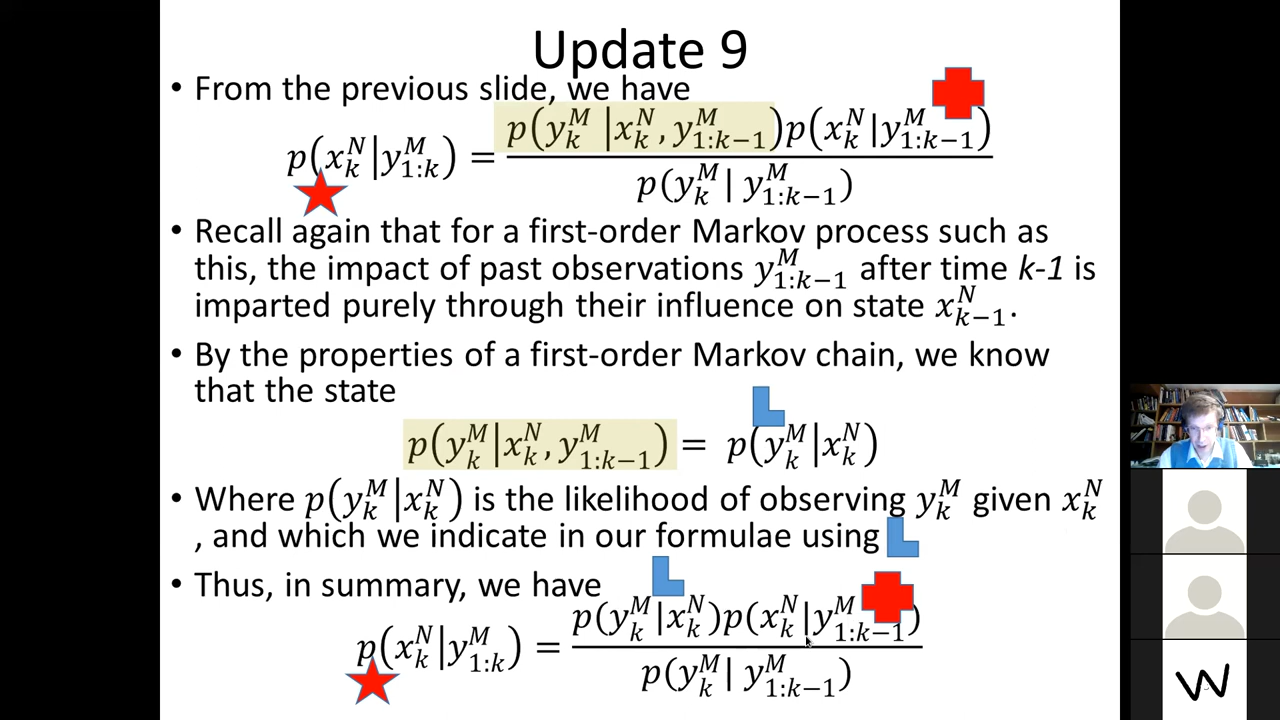 Update 9
• From the previous slide, we have
p(x_k^N|y_{1:k}^M) = \frac{p(y_k^M|x_k^N, y_{1:k-1}^M)p(x_k^N|y_{1:k-1}^M)}{p(y_k^M| y_{1:k-1}^M)}
• Recall again that for a first-order Markov process such as
this, the impact of past observations y_{1:k-1}^M after time k-1 is
imparted purely through their influence on state x_{k-1}^N.
• By the properties of a first-order Markov chain, we know
that the state
p(y_k^M|x_k^N, y_{1:k-1}^M) = p(y_k^M|x_k^N)
• Where p(y_k^M|x_k^N) is the likelihood of observing y_k^M given x_k^N
, and which we indicate in our formulae using
• Thus, in summary, we have
p(x_k^N|y_{1:k}^M) = \frac{p(y_k^M|x_k^N)p(x_k^N|y_{1:k-1}^M)}{p(y_k^M| y_{1:k-1}^M)}
W